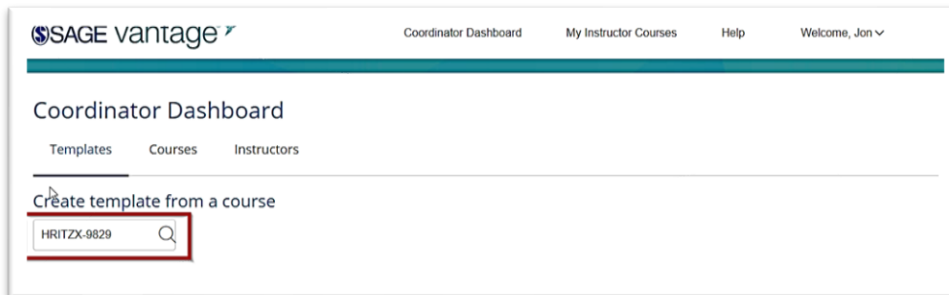 SAGE vantage Coordinator Dashboard My Instructor Courses Help Welcome, Jon
Coordinator Dashboard
Templates Courses Instructors
Create template from a course
HRITZX-9829